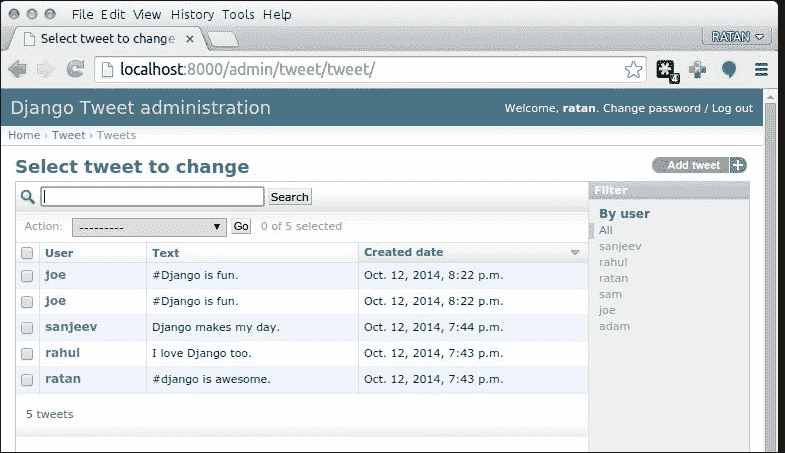 File Edit View History Tools Help
Select tweet to change
RATAN
localhost:8000/admin/tweet/tweet/
4
Django Tweet administration
Welcome, ratan. Change password / Log out
Home › Tweet › Tweets
Select tweet to change
Add tweet
Search
Filter
Action: --------- Go 0 of 5 selected
By user
All
sanjeev
rahul
ratan
sam
joe
adam
User Text Created date
joe #Django is fun. Oct. 12, 2014, 8:22 p.m.
joe #Django is fun. Oct. 12, 2014, 8:22 p.m.
sanjeev Django makes my day. Oct. 12, 2014, 7:44 p.m.
rahul I love Django too. Oct. 12, 2014, 7:43 p.m.
ratan #django is awesome. Oct. 12, 2014, 7:43 p.m.
5 tweets